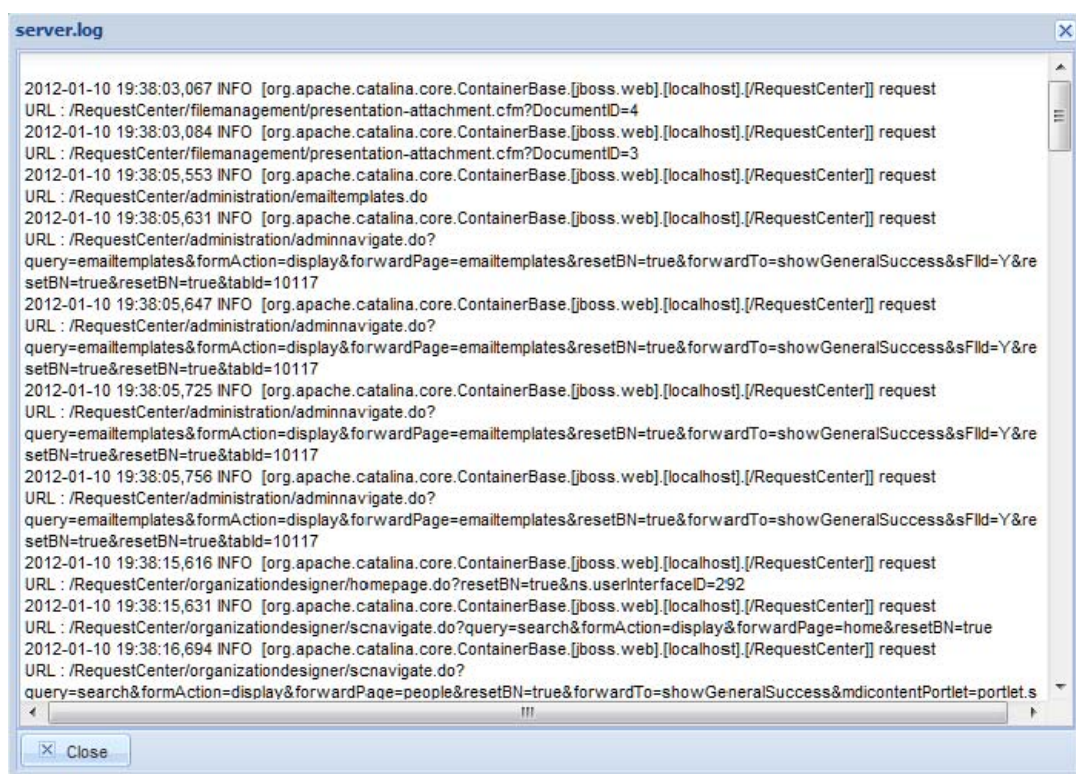 server.log
2012-01-10 19:38:03,067 INFO [org.apache.catalina.core.ContainerBase.[jboss.web].[localhost].[/RequestCenter]] request
URL : /RequestCenter/filemanagement/presentation-attachment.cfm?DocumentID=4
2012-01-10 19:38:03,084 INFO [org.apache.catalina.core.ContainerBase.[jboss.web].[localhost].[/RequestCenter]] request
URL : /RequestCenter/filemanagement/presentation-attachment.cfm?DocumentID=3
2012-01-10 19:38:05,553 INFO [org.apache.catalina.core.ContainerBase.[jboss.web].[localhost].[/RequestCenter]] request
URL : /RequestCenter/administration/emailtemplates.do
2012-01-10 19:38:05,631 INFO [org.apache.catalina.core.ContainerBase.[jboss.web].[localhost].[/RequestCenter]] request
URL : /RequestCenter/administration/adminnavigate.do?
query=emailtemplates&formAction=display&forwardPage=emailtemplates&resetBN=true&forwardTo=showGeneralSuccess&sFlId=Y&re
setBN=true&resetBN=true&tabId=10117
2012-01-10 19:38:05,647 INFO [org.apache.catalina.core.ContainerBase.[jboss.web].[localhost].[/RequestCenter]] request
URL : /RequestCenter/administration/adminnavigate.do?
query=emailtemplates&formAction=display&forwardPage=emailtemplates&resetBN=true&forwardTo=showGeneralSuccess&sFlId=Y&re
setBN=true&resetBN=true&tabId=10117
2012-01-10 19:38:05,725 INFO [org.apache.catalina.core.ContainerBase.[jboss.web].[localhost].[/RequestCenter]] request
URL : /RequestCenter/administration/adminnavigate.do?
query=emailtemplates&formAction=display&forwardPage=emailtemplates&resetBN=true&forwardTo=showGeneralSuccess&sFlId=Y&re
setBN=true&resetBN=true&tabId=10117
2012-01-10 19:38:05,756 INFO [org.apache.catalina.core.ContainerBase.[jboss.web].[localhost].[/RequestCenter]] request
URL : /RequestCenter/administration/adminnavigate.do?
query=emailtemplates&formAction=display&forwardPage=emailtemplates&resetBN=true&forwardTo=showGeneralSuccess&sFlId=Y&re
setBN=true&resetBN=true&tabId=10117
2012-01-10 19:38:15,616 INFO [org.apache.catalina.core.ContainerBase.[jboss.web].[localhost].[/RequestCenter]] request
URL : /RequestCenter/organizationdesigner/homepage.do?resetBN=true&ns.userInterfaceID=292
2012-01-10 19:38:15,631 INFO [org.apache.catalina.core.ContainerBase.[jboss.web].[localhost].[/RequestCenter]] request
URL : /RequestCenter/organizationdesigner/scnavigate.do?query=search&formAction=display&forwardPage=home&resetBN=true
2012-01-10 19:38:16,694 INFO [org.apache.catalina.core.ContainerBase.[jboss.web].[localhost].[/RequestCenter]] request
URL : /RequestCenter/organizationdesigner/scnavigate.do?
query=search&formAction=display&forwardPage=people&resetBN=true&forwardTo=showGeneralSuccess&mdicontentPortlet=portlet.s
Close